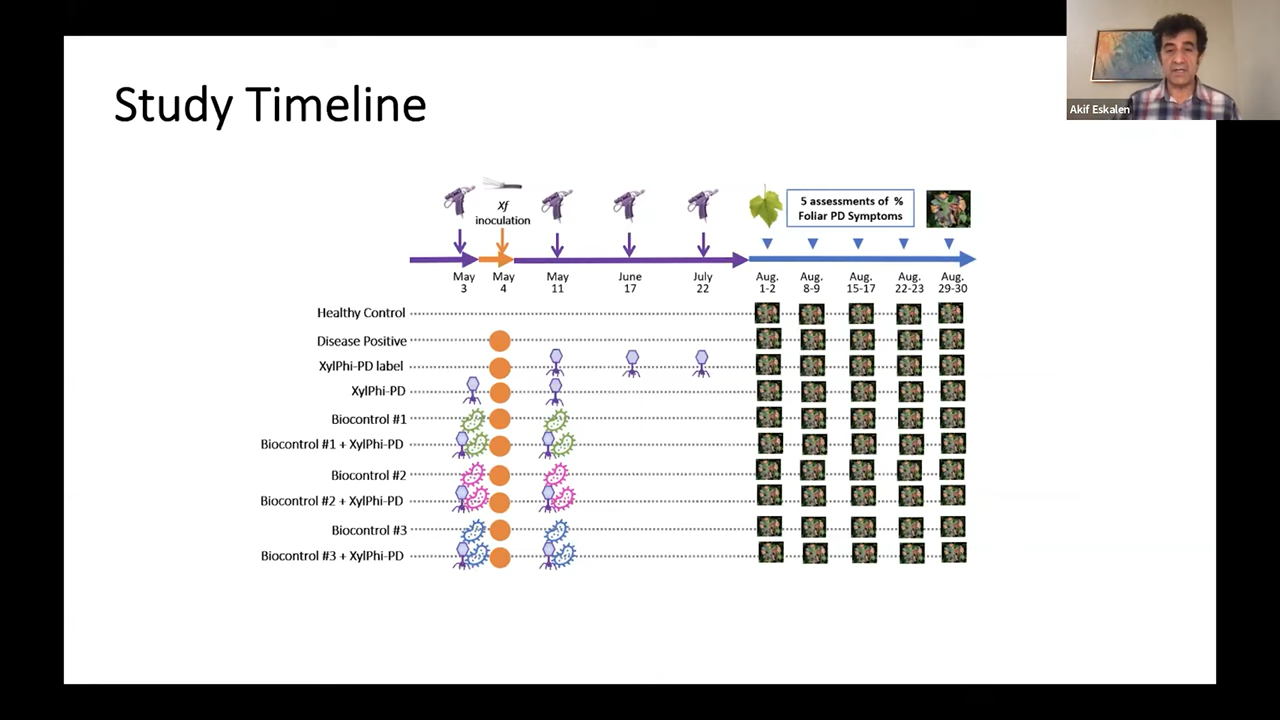 Akif Eskalen
Study Timeline
Xf
inoculation
5 assessments of %
Foliar PD Symptoms
May
3
May
4
May
11
June
17
July
22
Aug.
1-2
Aug.
8-9
Aug.
15-17
Aug.
22-23
Aug.
29-30
Healthy Control
Disease Positive
XylPhi-PD label
XylPhi-PD
Biocontrol #1
Biocontrol #1 + XylPhi-PD
Biocontrol #2
Biocontrol #2 + XylPhi-PD
Biocontrol #3
Biocontrol #3 + XylPhi-PD